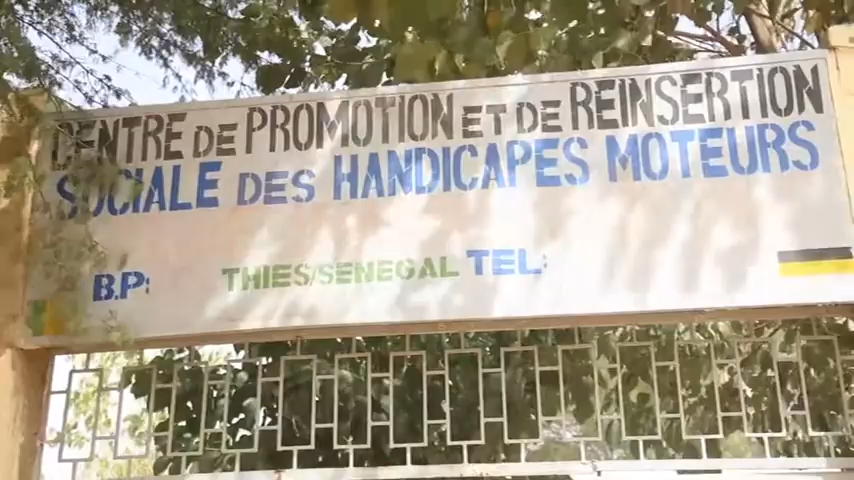 CENTRE DE PROMOTION ET DE REINSERTION
SOCIALE DES HANDICAPES MOTEURS
B.P: THIES/SENEGAL TEL: